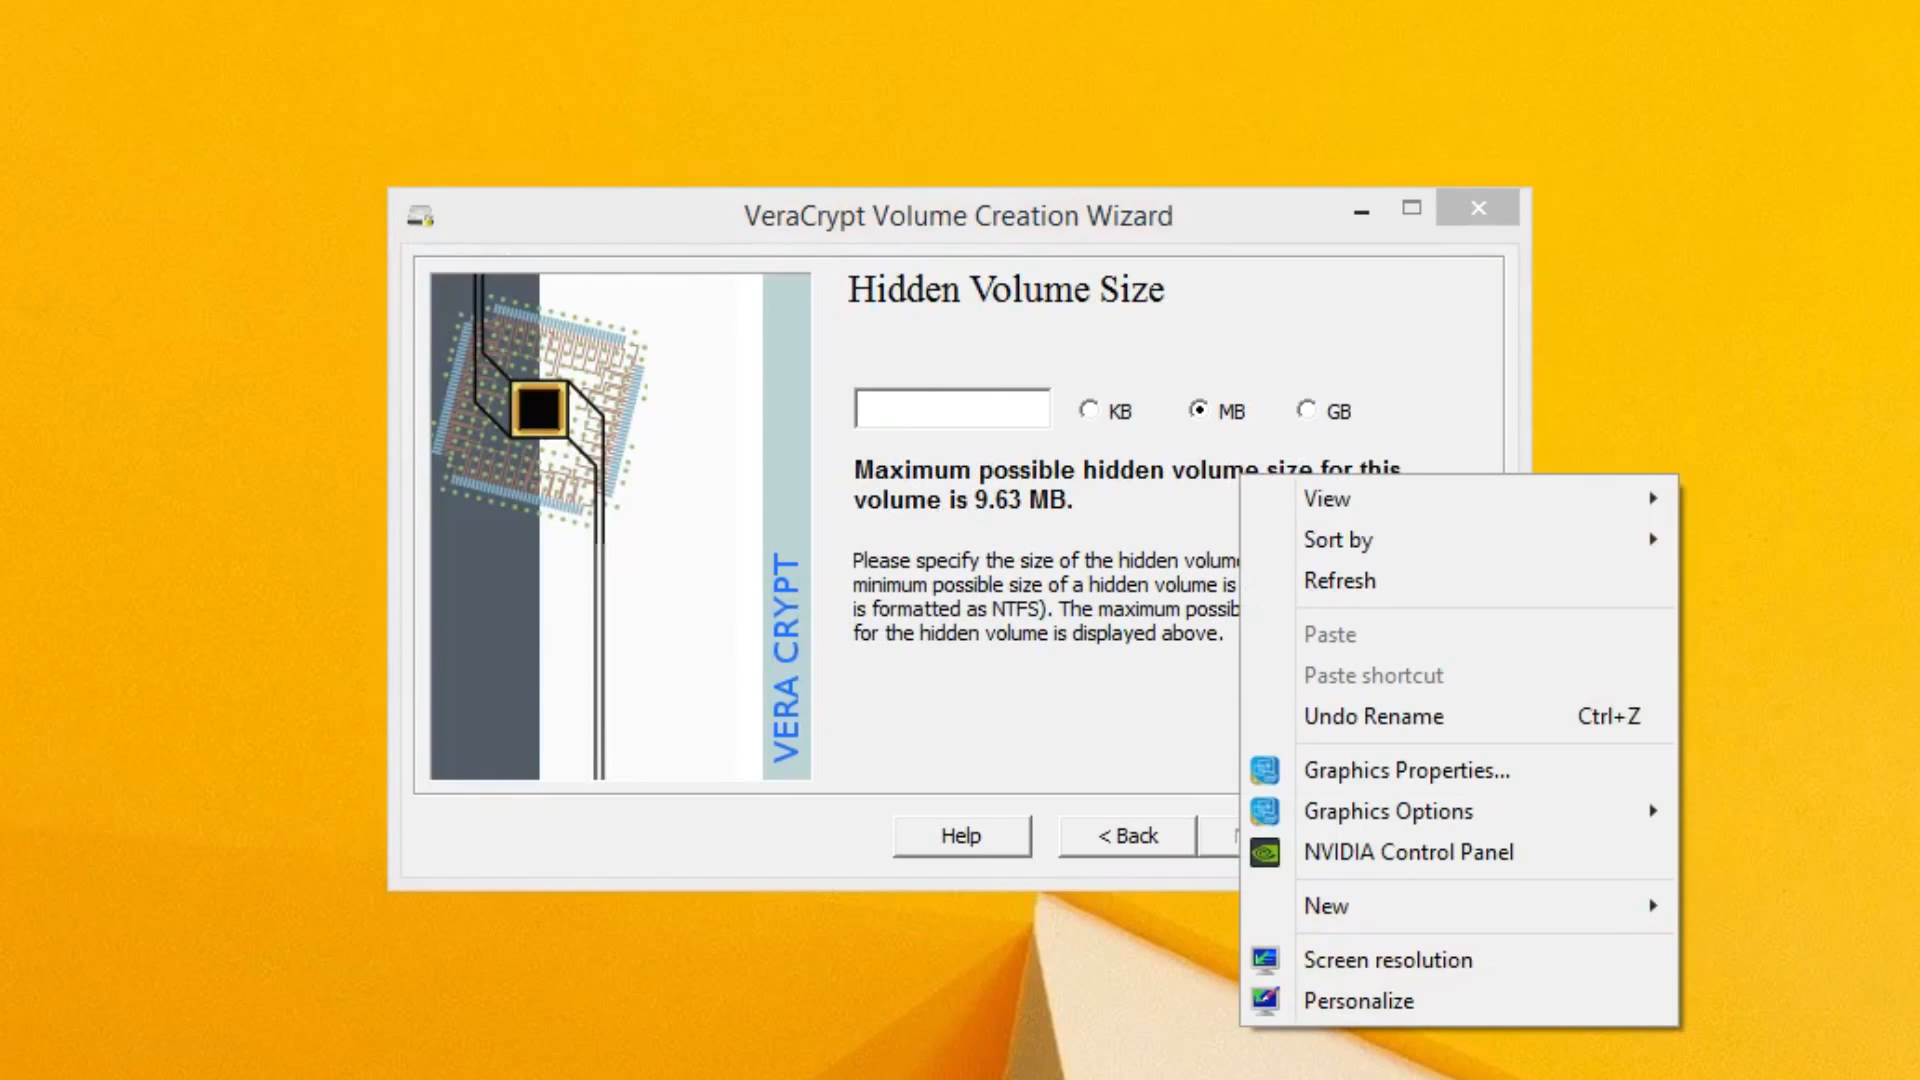 VeraCrypt Volume Creation Wizard
Hidden Volume Size
KB
MB
GB
Maximum possible hidden volume size for this
volume is 9.63 MB.
Please specify the size of the hidden volume
minimum possible size of a hidden volume is
is formatted as NTFS). The maximum
for the hidden volume is displayed above.
VERA CRYPT
Help
< Back
View
Sort by
Refresh
Paste
Paste shortcut
Undo Rename Ctrl+Z
Graphics Properties...
Graphics Options
NVIDIA Control Panel
New
Screen resolution
Personalize